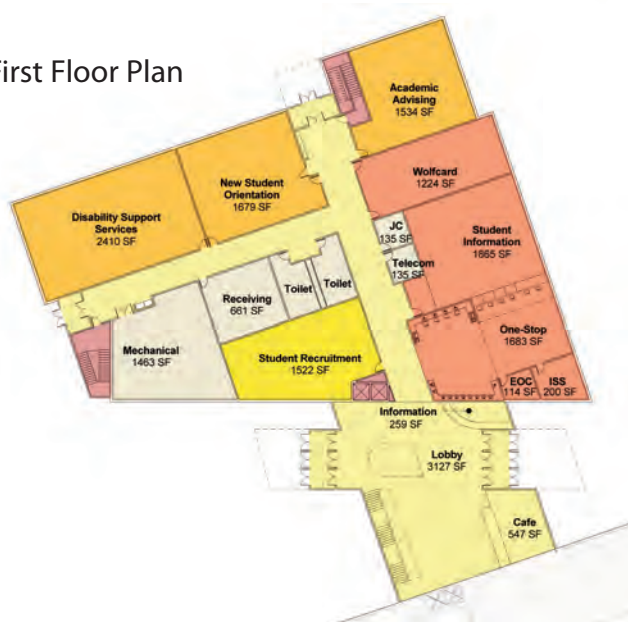 First Floor Plan
Academic
Advising
1534 SF
Wolfcard
1224 SF
New Student
Orientation
1679 SF
Disability Support
Services
2410 SF
JC
135 SF
Student
Information
1865 SF
Telecom
135 SF
Toilet
Toilet
Receiving
661 SF
One-Stop
1683 SF
Mechanical
1463 SF
Student Recruitment
1522 SF
EOC
114 SF
ISS
200 SF
Information
259 SF
Lobby
3127 SF
Cafe
547 SF